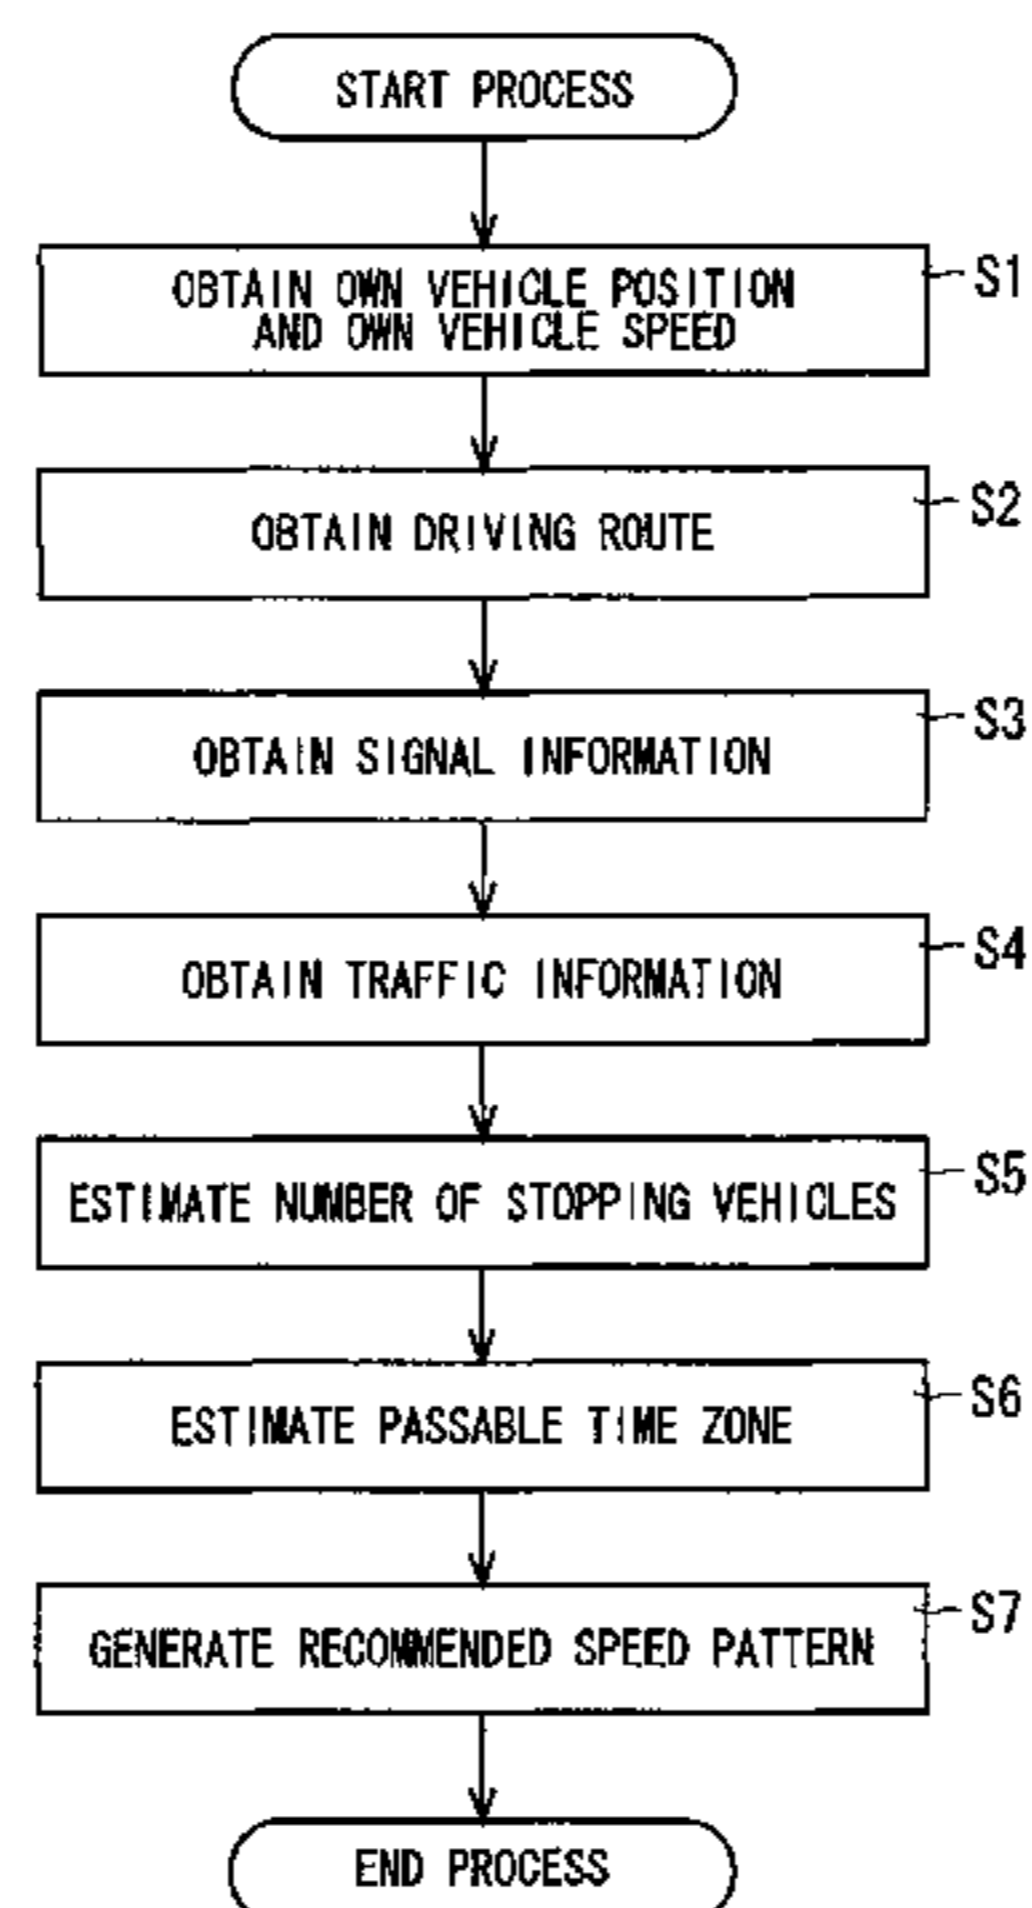 START PROCESS
OBTAIN OWN VEHICLE POSITION
AND OWN VEHICLE SPEED
S1
OBTAIN DRIVING ROUTE
S2
OBTAIN SIGNAL INFORMATION
S3
OBTAIN TRAFFIC INFORMATION
S4
ESTIMATE NUMBER OF STOPPING VEHICLES
S5
ESTIMATE PASSABLE TIME ZONE
S6
GENERATE RECOMMENDED SPEED PATTERN
S7
END PROCESS